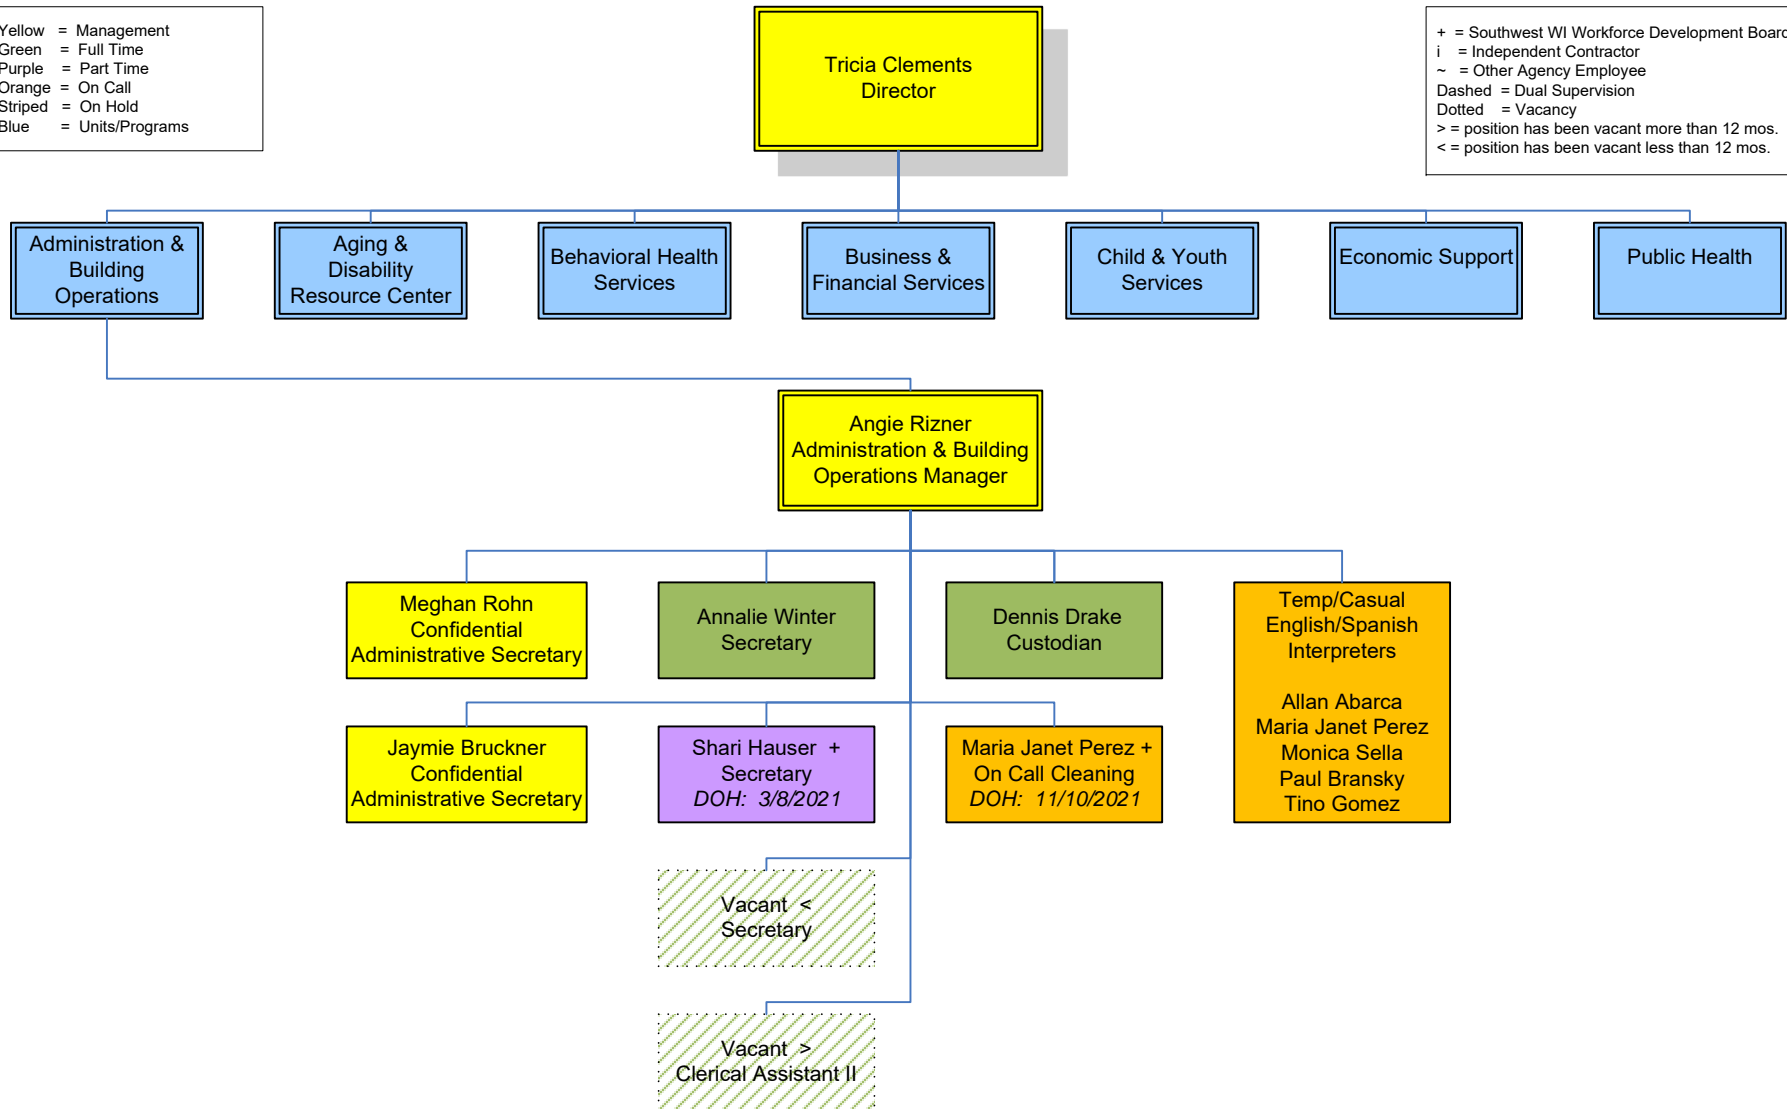 Yellow = Management
Green = Full Time
Purple = Part Time
Orange = On Call
Striped = On Hold
Blue = Units/Programs
Tricia Clements
Director
+ = Southwest WI Workforce Development Board
i = Independent Contractor
~ = Other Agency Employee
Dashed = Dual Supervision
Dotted = Vacancy
> = position has been vacant more than 12 mos.
< = position has been vacant less than 12 mos.
Administration &
Building
Operations
Aging &
Disability
Resource Center
Behavioral Health
Services
Business &
Financial Services
Child & Youth
Services
Economic Support
Public Health
Angie Rizner
Administration & Building
Operations Manager
Meghan Rohn
Confidential
Administrative Secretary
Annalie Winter
Secretary
Dennis Drake
Custodian
Temp/Casual
English/Spanish
Interpreters
Allan Abarca
Maria Janet Perez
Monica Sella
Paul Bransky
Tino Gomez
Jaymie Bruckner
Confidential
Administrative Secretary
Shari Hauser +
Secretary
DOH: 3/8/2021
Maria Janet Perez +
On Call Cleaning
DOH: 11/10/2021
Vacant <
Secretary
Vacant >
Clerical Assistant II